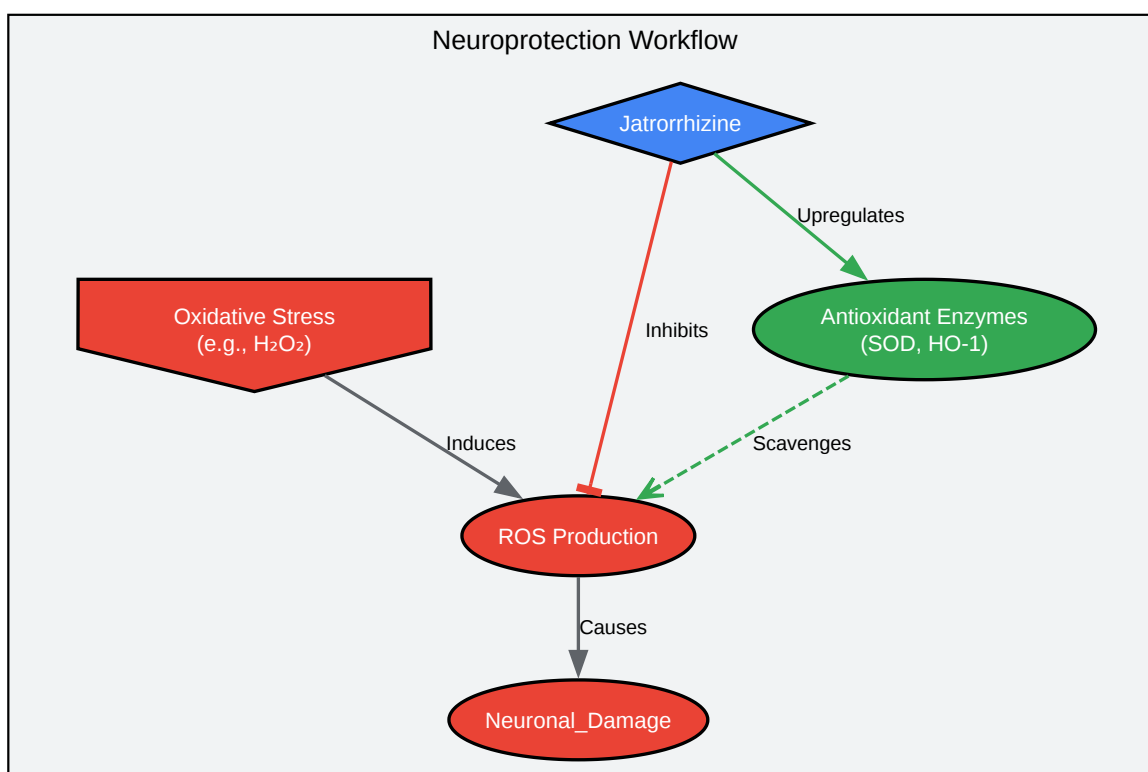 Neuroprotection Workflow
Jatrorrhizine
Upregulates
Oxidative Stress
(e.g., H₂O₂)
Inhibits
Antioxidant Enzymes
(SOD, HO-1)
Induces
Scavenges
ROS Production
Causes
Neuronal_Damage